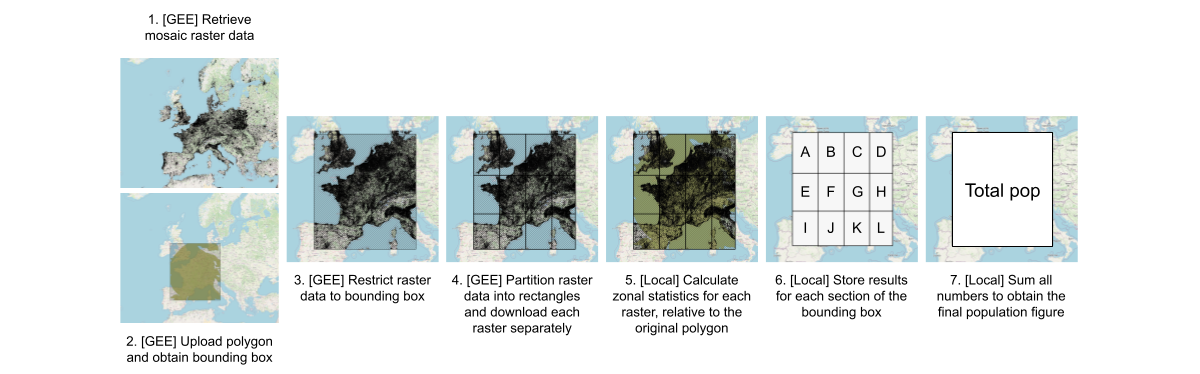 1. [GEE] Retrieve
mosaic raster data
2. [GEE] Upload polygon
and obtain bounding box
3. [GEE] Restrict raster
data to bounding box
4. [GEE] Partition raster
data into rectangles
and download each
raster separately
5. [Local] Calculate
zonal statistics for each
raster, relative to the
original polygon
A B C D
E F G H
I J K L
6. [Local] Store results
for each section of the
bounding box
Total pop
7. [Local] Sum all
numbers to obtain the
final population figure